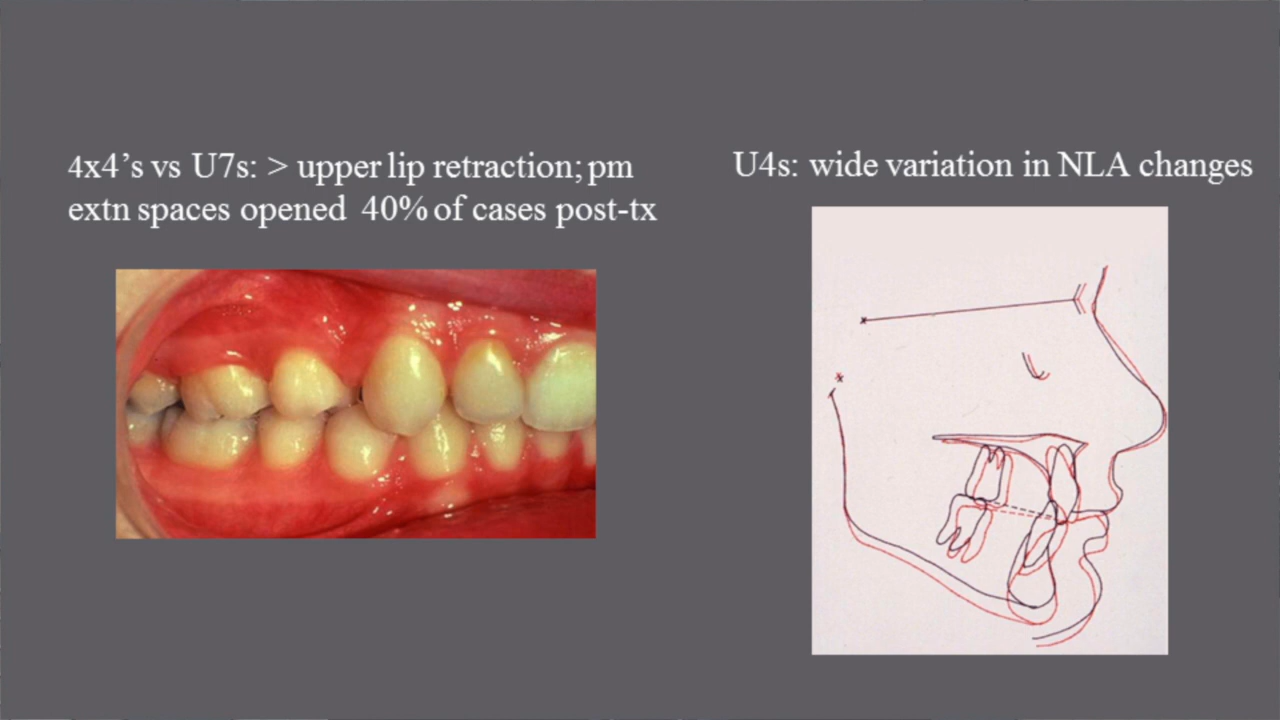 4x4’s vs U7s: > upper lip retraction; pm
extn spaces opened 40% of cases post-tx
U4s: wide variation in NLA changes